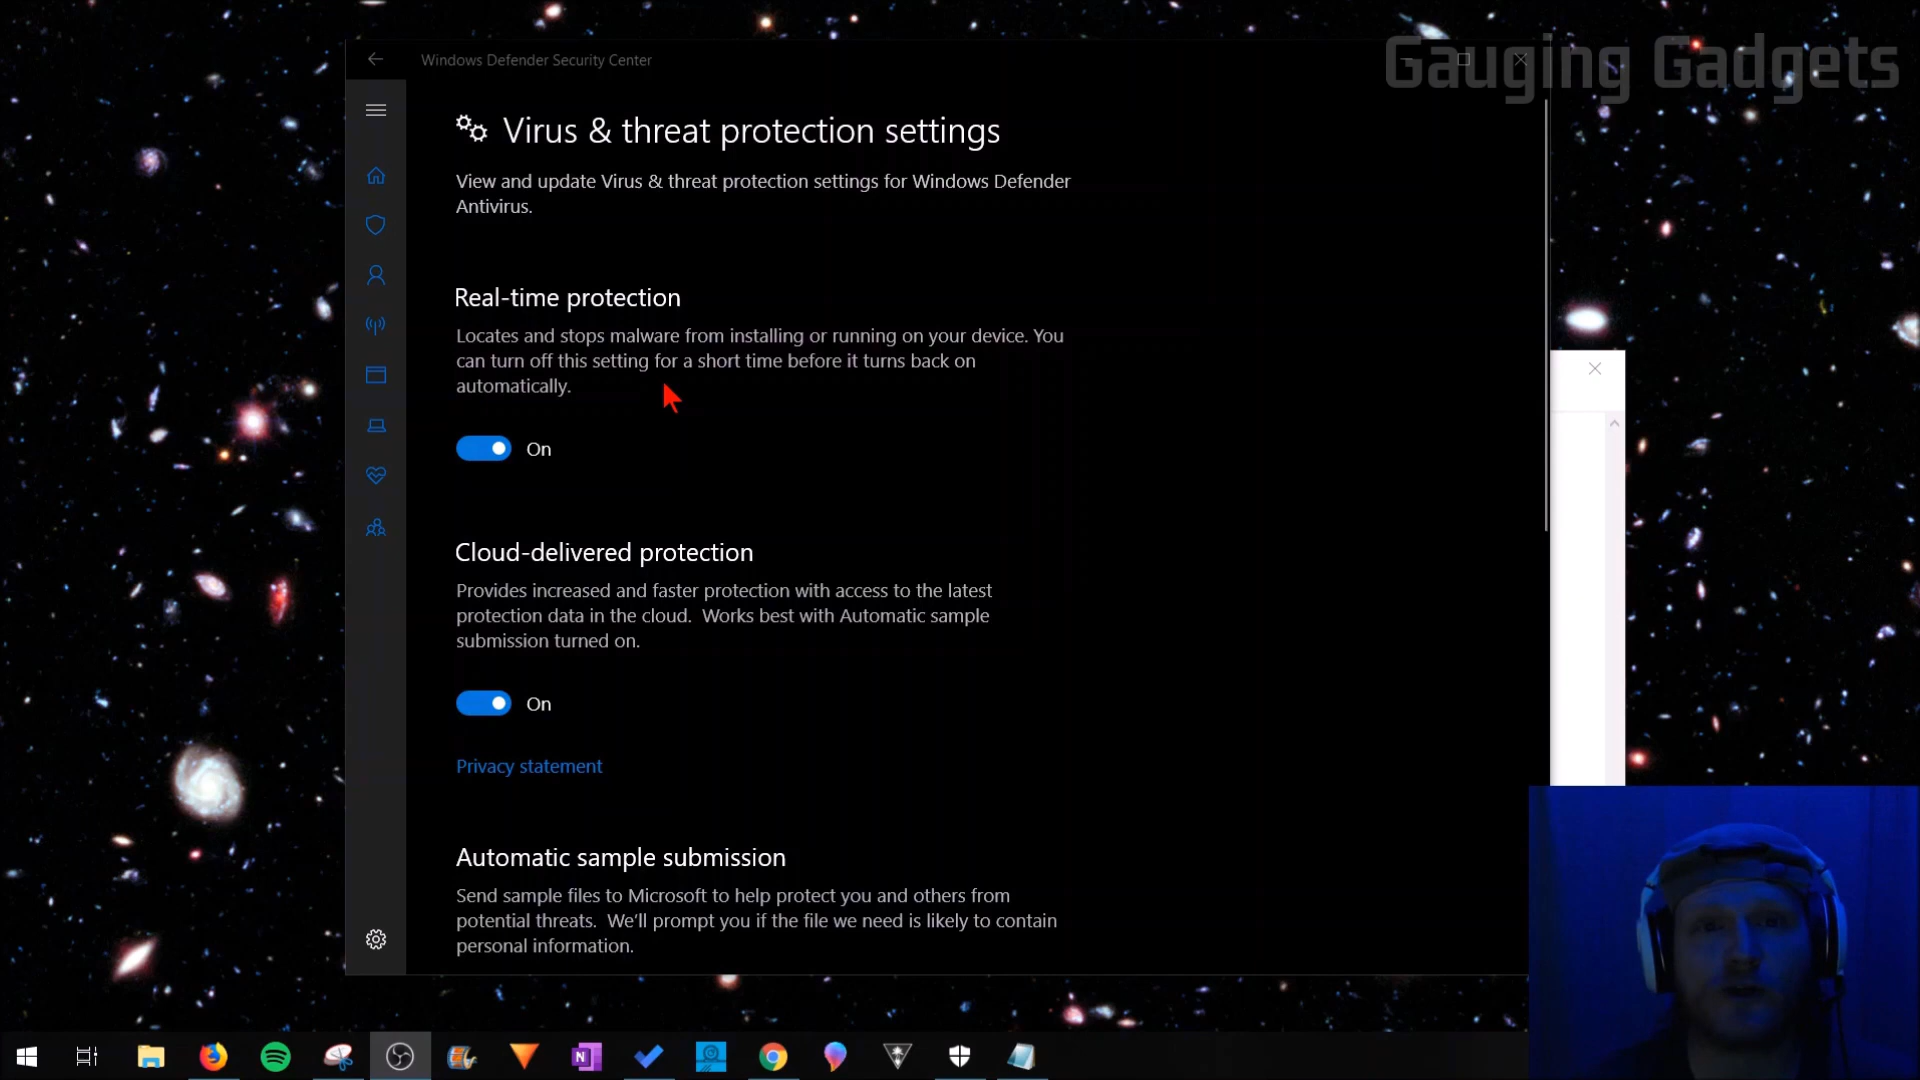 Gauging Gadgets
Windows Defender Security Center
Virus & threat protection settings
View and update Virus & threat protection settings for Windows Defender
Antivirus.
Real-time protection
Locates and stops malware from installing or running on your device. You
can turn off this setting for a short time before it turns back on
automatically.
On
Cloud-delivered protection
Provides increased and faster protection with access to the latest
protection data in the cloud. Works best with Automatic sample
submission turned on.
On
Privacy statement
Automatic sample submission
Send sample files to Microsoft to help protect you and others from
potential threats. We'll prompt you if the file we need is likely to contain
personal information.
N